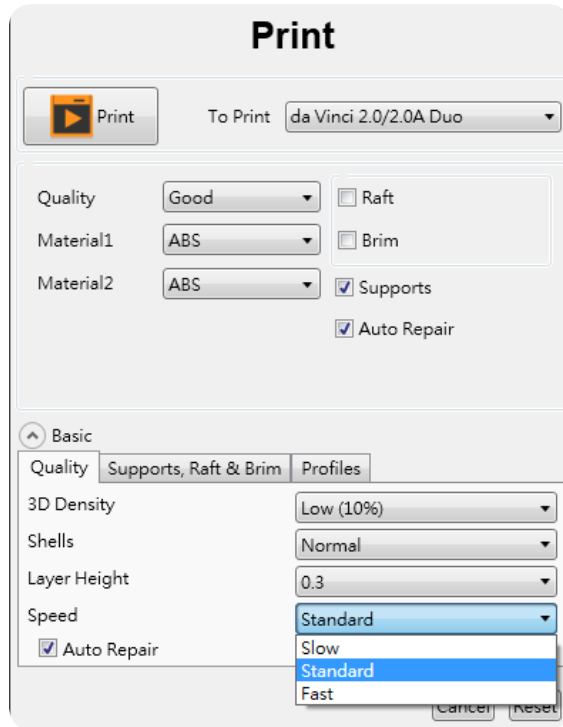 Print
Print To Print da Vinci 2.0/2.0A Duo
Quality Good Raft
Material1 ABS Brim
Material2 ABS Supports
Auto Repair
Basic
Quality Supports, Raft & Brim Profiles
3D Density Low (10%)
Shells Normal
Layer Height 0.3
Speed Standard
Auto Repair Slow
Standard
Fast
Cancel Reset